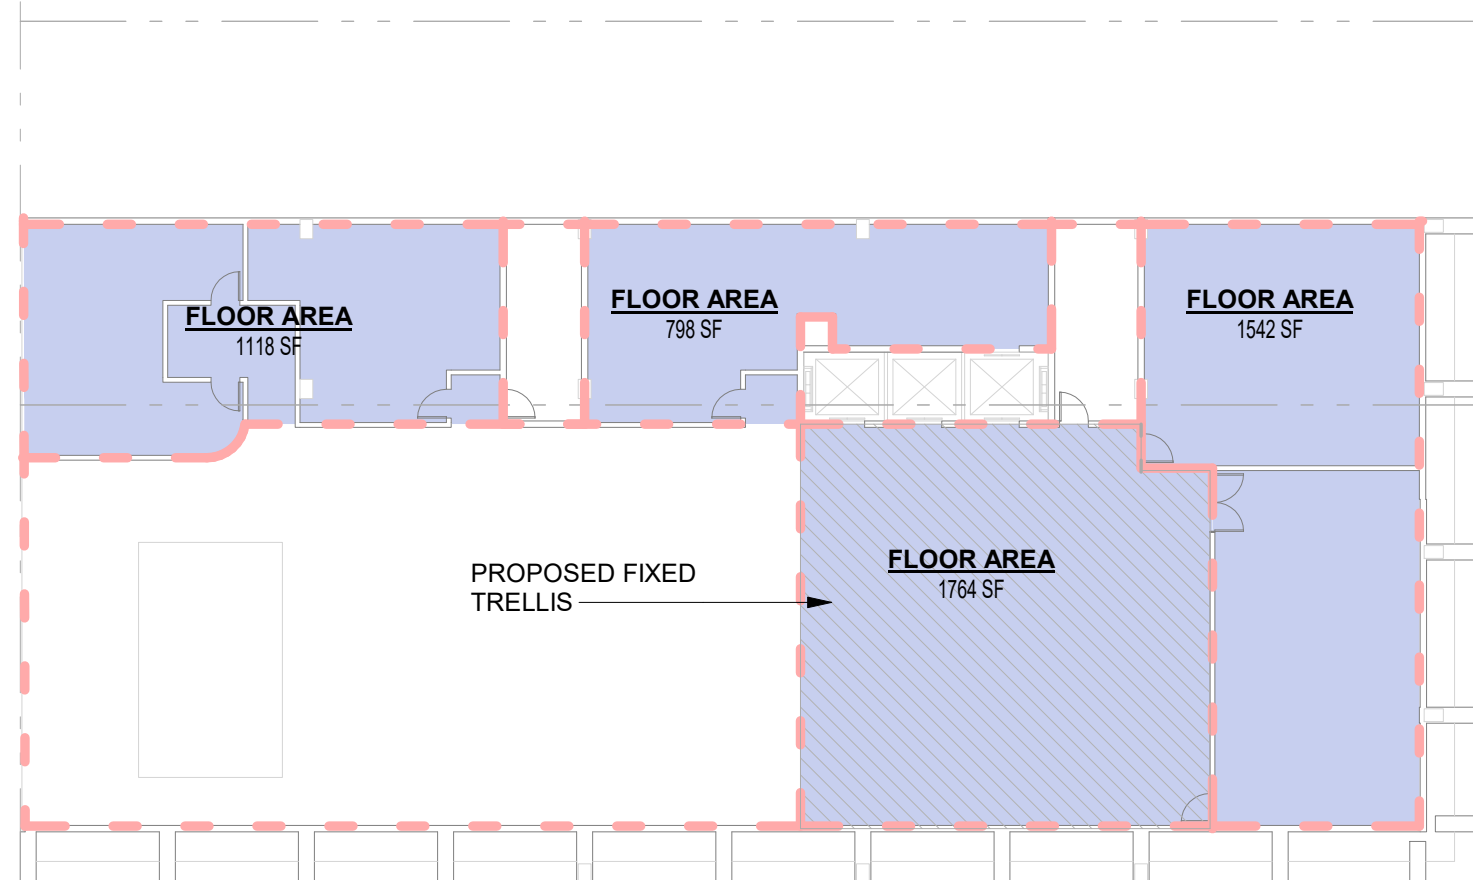 FLOOR AREA
1118 SF
FLOOR AREA
798 SF
FLOOR AREA
1542 SF
PROPOSED FIXED
TRELLIS
FLOOR AREA
1764 SF